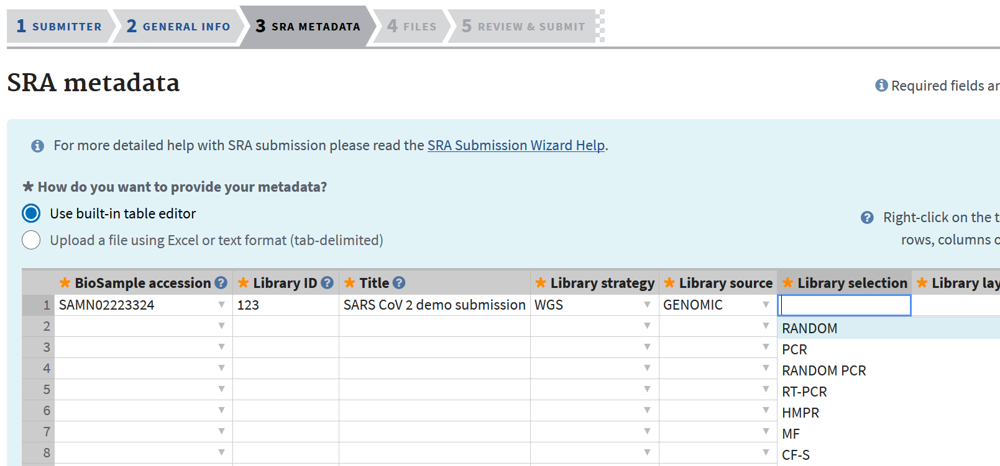 1 SUBMITTER 2 GENERAL INFO 3 SRA METADATA 4 FILES 5 REVIEW & SUBMIT
SRA metadata
Required fields ar
For more detailed help with SRA submission please read the SRA Submission Wizard Help.
* How do you want to provide your metadata?
Use built-in table editor
Right-click on the t
Upload a file using Excel or text format (tab-delimited)
rows, columns o
* BioSample accession ? * Library ID ? * Title ? * Library strategy * Library source * Library selection * Library lay
1 SAMN02223324 123 SARS CoV 2 demo submission WGS GENOMIC
2 RANDOM
3 PCR
4 RANDOM PCR
5 RT-PCR
6 HMPR
7 MF
8 CF-S